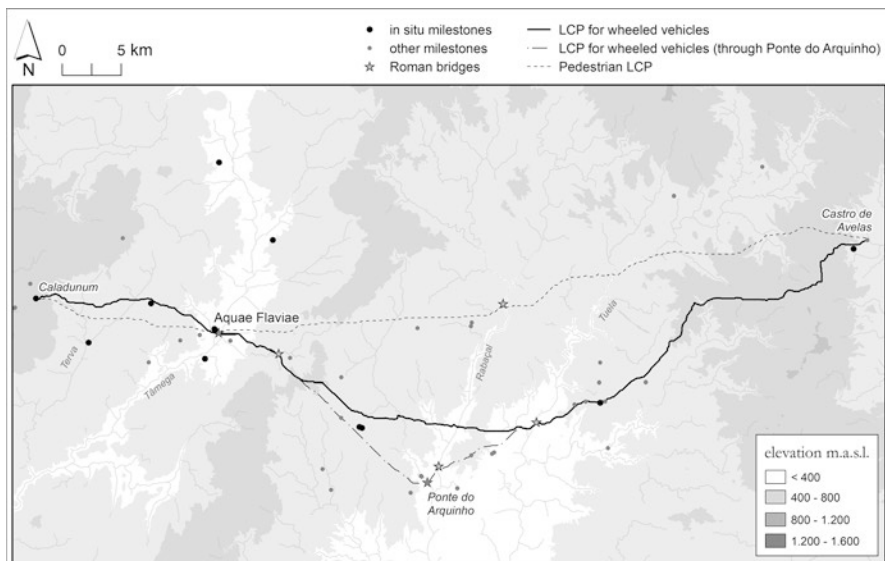 0 5 km
N
in situ milestones
other milestones
Roman bridges
LCP for wheeled vehicles
LCP for wheeled vehicles (through Ponte do Arquinho)
Pedestrian LCP
Castro de
Avelas
Caladunum
Aquae Flaviae
Terva
Tâmega
Rabaçal
Tuela
Ponte do
Arquinho
elevation m.a.s.l.
< 400
400 - 800
800 - 1.200
1.200 - 1.600